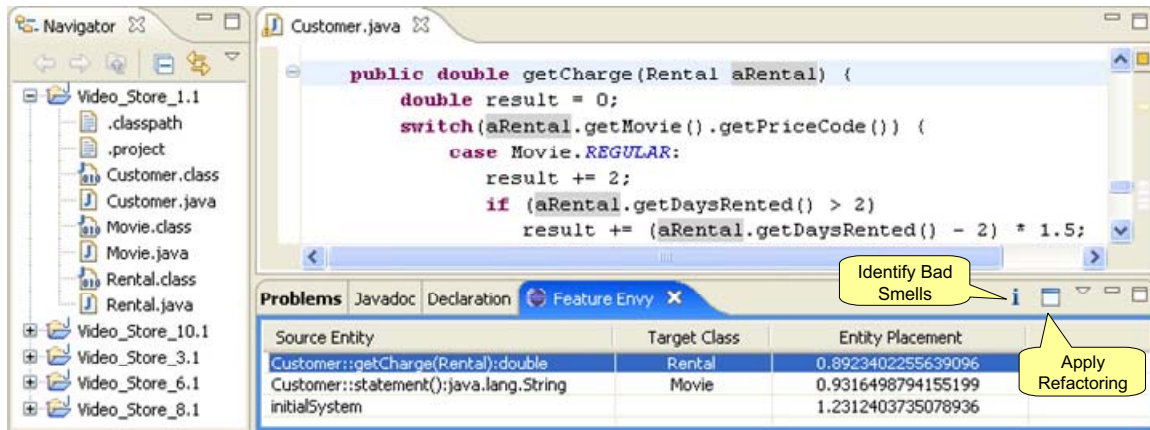 Navigator
Video_Store_1.1
.classpath
.project
Customer.class
Customer.java
Movie.class
Movie.java
Rental.class
Rental.java
Video_Store_10.1
Video_Store_3.1
Video_Store_6.1
Video_Store_8.1
Customer.java
public double getCharge(Rental aRental) {
double result = 0;
switch(aRental.getMovie().getPriceCode()) {
case Movie.REGULAR:
result += 2;
if (aRental.getDaysRented() > 2)
result += (aRental.getDaysRented() - 2) * 1.5;
Identify Bad
Smells
Problems Javadoc Declaration Feature Envy
Source Entity Target Class Entity Placement
Customer::getCharge(Rental):double Rental 0.8923402255639096
Customer::statement():java.lang.String Movie 0.9316498794155199
initialSystem 1.2312403735078936
Apply
Refactoring